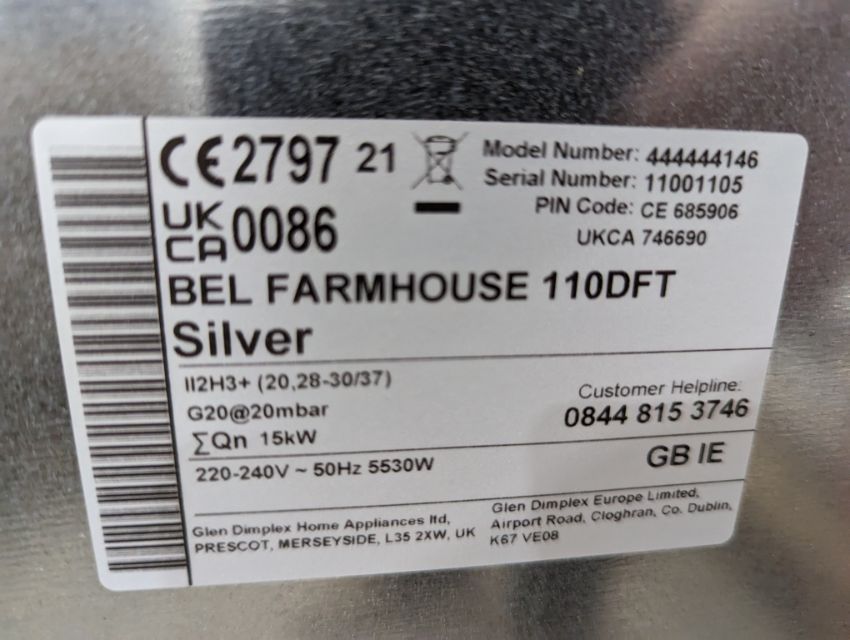 CE 2797 21
UK CA 0086
Model Number: 444444146
Serial Number: 11001105
PIN Code: CE 685906
UKCA 746690
BEL FARMHOUSE 110DFT
Silver
II2H3+ (20,28-30/37)
G20@20mbar
∑Qn 15kW
220-240V ~ 50Hz 5530W
Customer Helpline:
0844 815 3746
GB IE
Glen Dimplex Home Appliances ltd,
PRESCOT, MERSEYSIDE, L35 2XW, UK
Glen Dimplex Europe Limited,
Airport Road, Cloghran, Co. Dublin,
K67 VE08